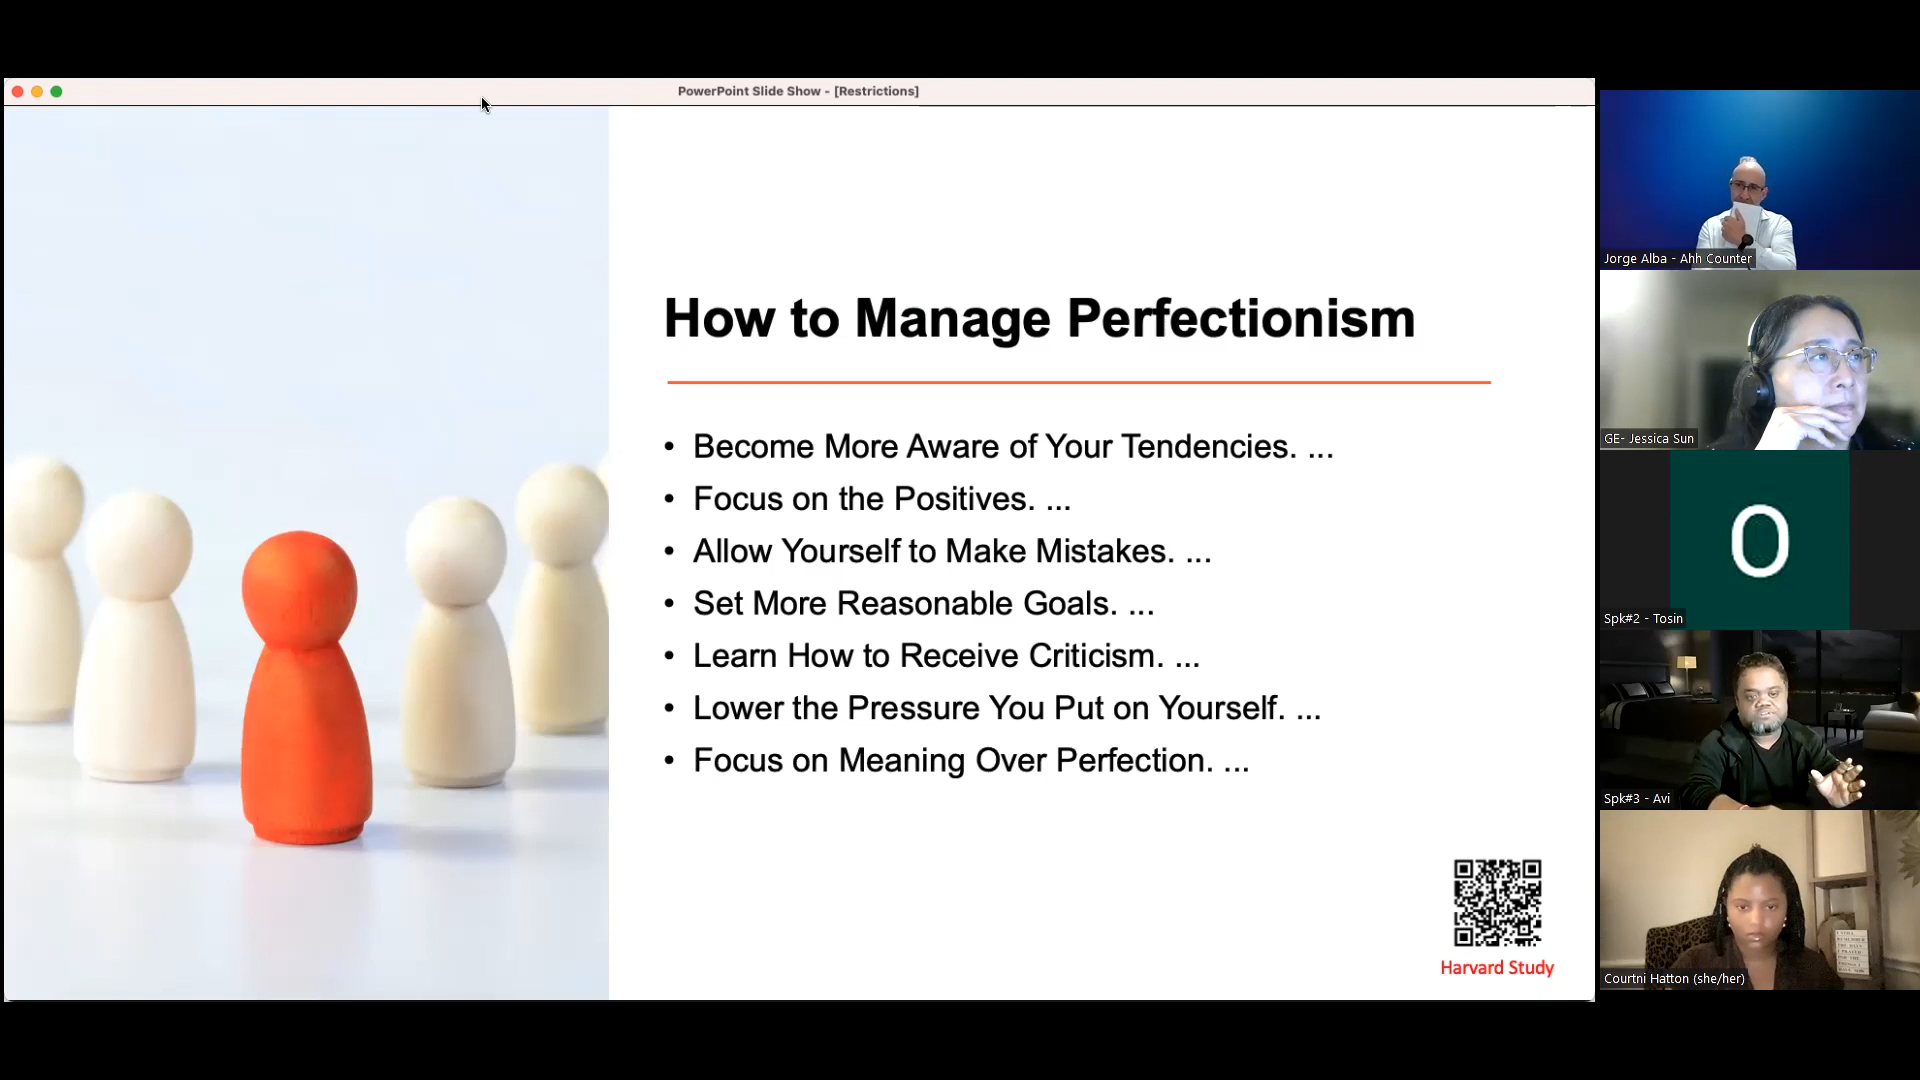 PowerPoint Slide Show - [Restrictions]
How to Manage Perfectionism
• Become More Aware of Your Tendencies. ...
• Focus on the Positives. ...
• Allow Yourself to Make Mistakes. ...
• Set More Reasonable Goals. ...
• Learn How to Receive Criticism. ...
• Lower the Pressure You Put on Yourself. ...
• Focus on Meaning Over Perfection. ...
Harvard Study
Jorge Alba - Ahh Counter
GE- Jessica Sun
O
Spk#2 - Tosin
Spk#3 - Avi
Courtni Hatton (she/her)